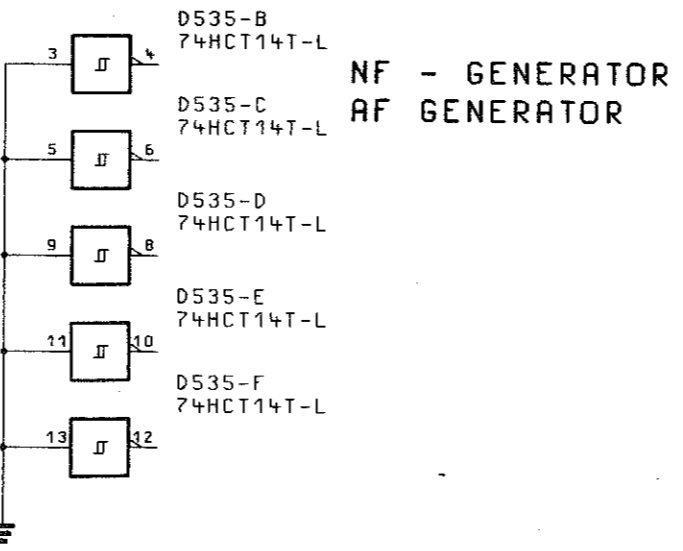 D535-B
74HCT14T-L
3
4
NF - GENERATOR
AF GENERATOR
D535-C
74HCT14T-L
5
6
D535-D
74HCT14T-L
9
8
D535-E
74HCT14T-L
11
10
D535-F
74HCT14T-L
13
12